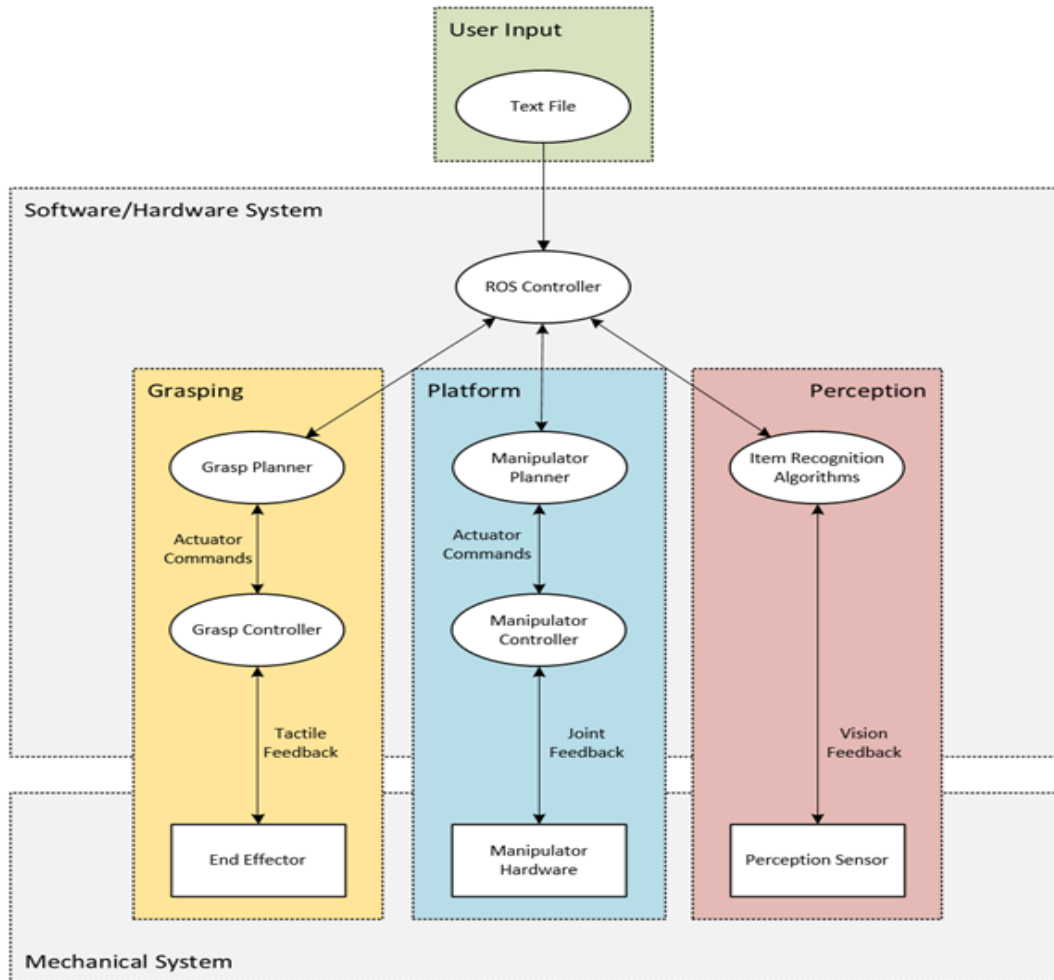 User Input
Text File
Software/Hardware System
ROS Controller
Grasping
Platform
Perception
Grasp Planner
Manipulator
Planner
Item Recognition
Algorithms
Actuator
Commands
Actuator
Commands
Grasp Controller
Manipulator
Controller
Tactile
Feedback
Joint
Feedback
Vision
Feedback
End Effector
Manipulator
Hardware
Perception Sensor
Mechanical System